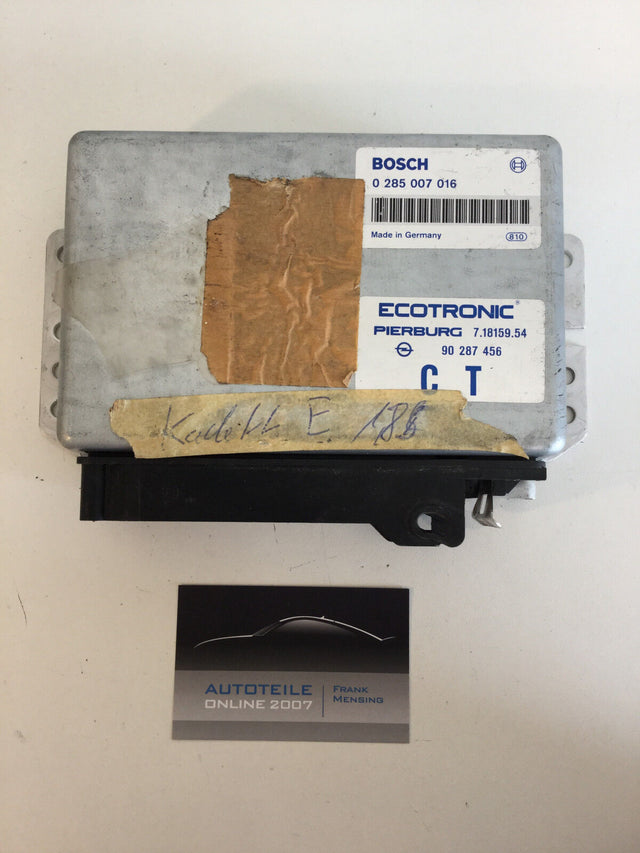 BOSCH
0 285 007 016
Made in Germany
810
ECOTRONIC®
PIERBURG 7.18159.54
90 287 456
C T
Kadett E
AUTOTEILE
ONLINE 2007
FRANK
MENSING